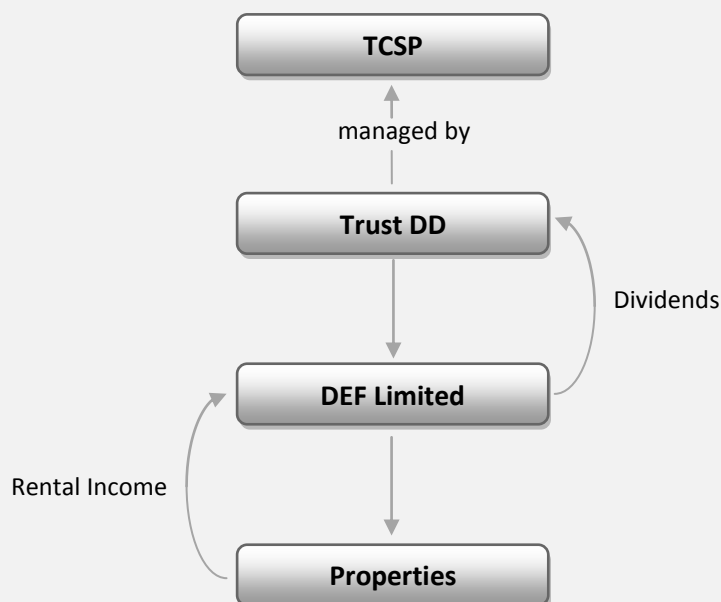 TCSP
managed by
Trust DD
Dividends
DEF Limited
Rental Income
Properties